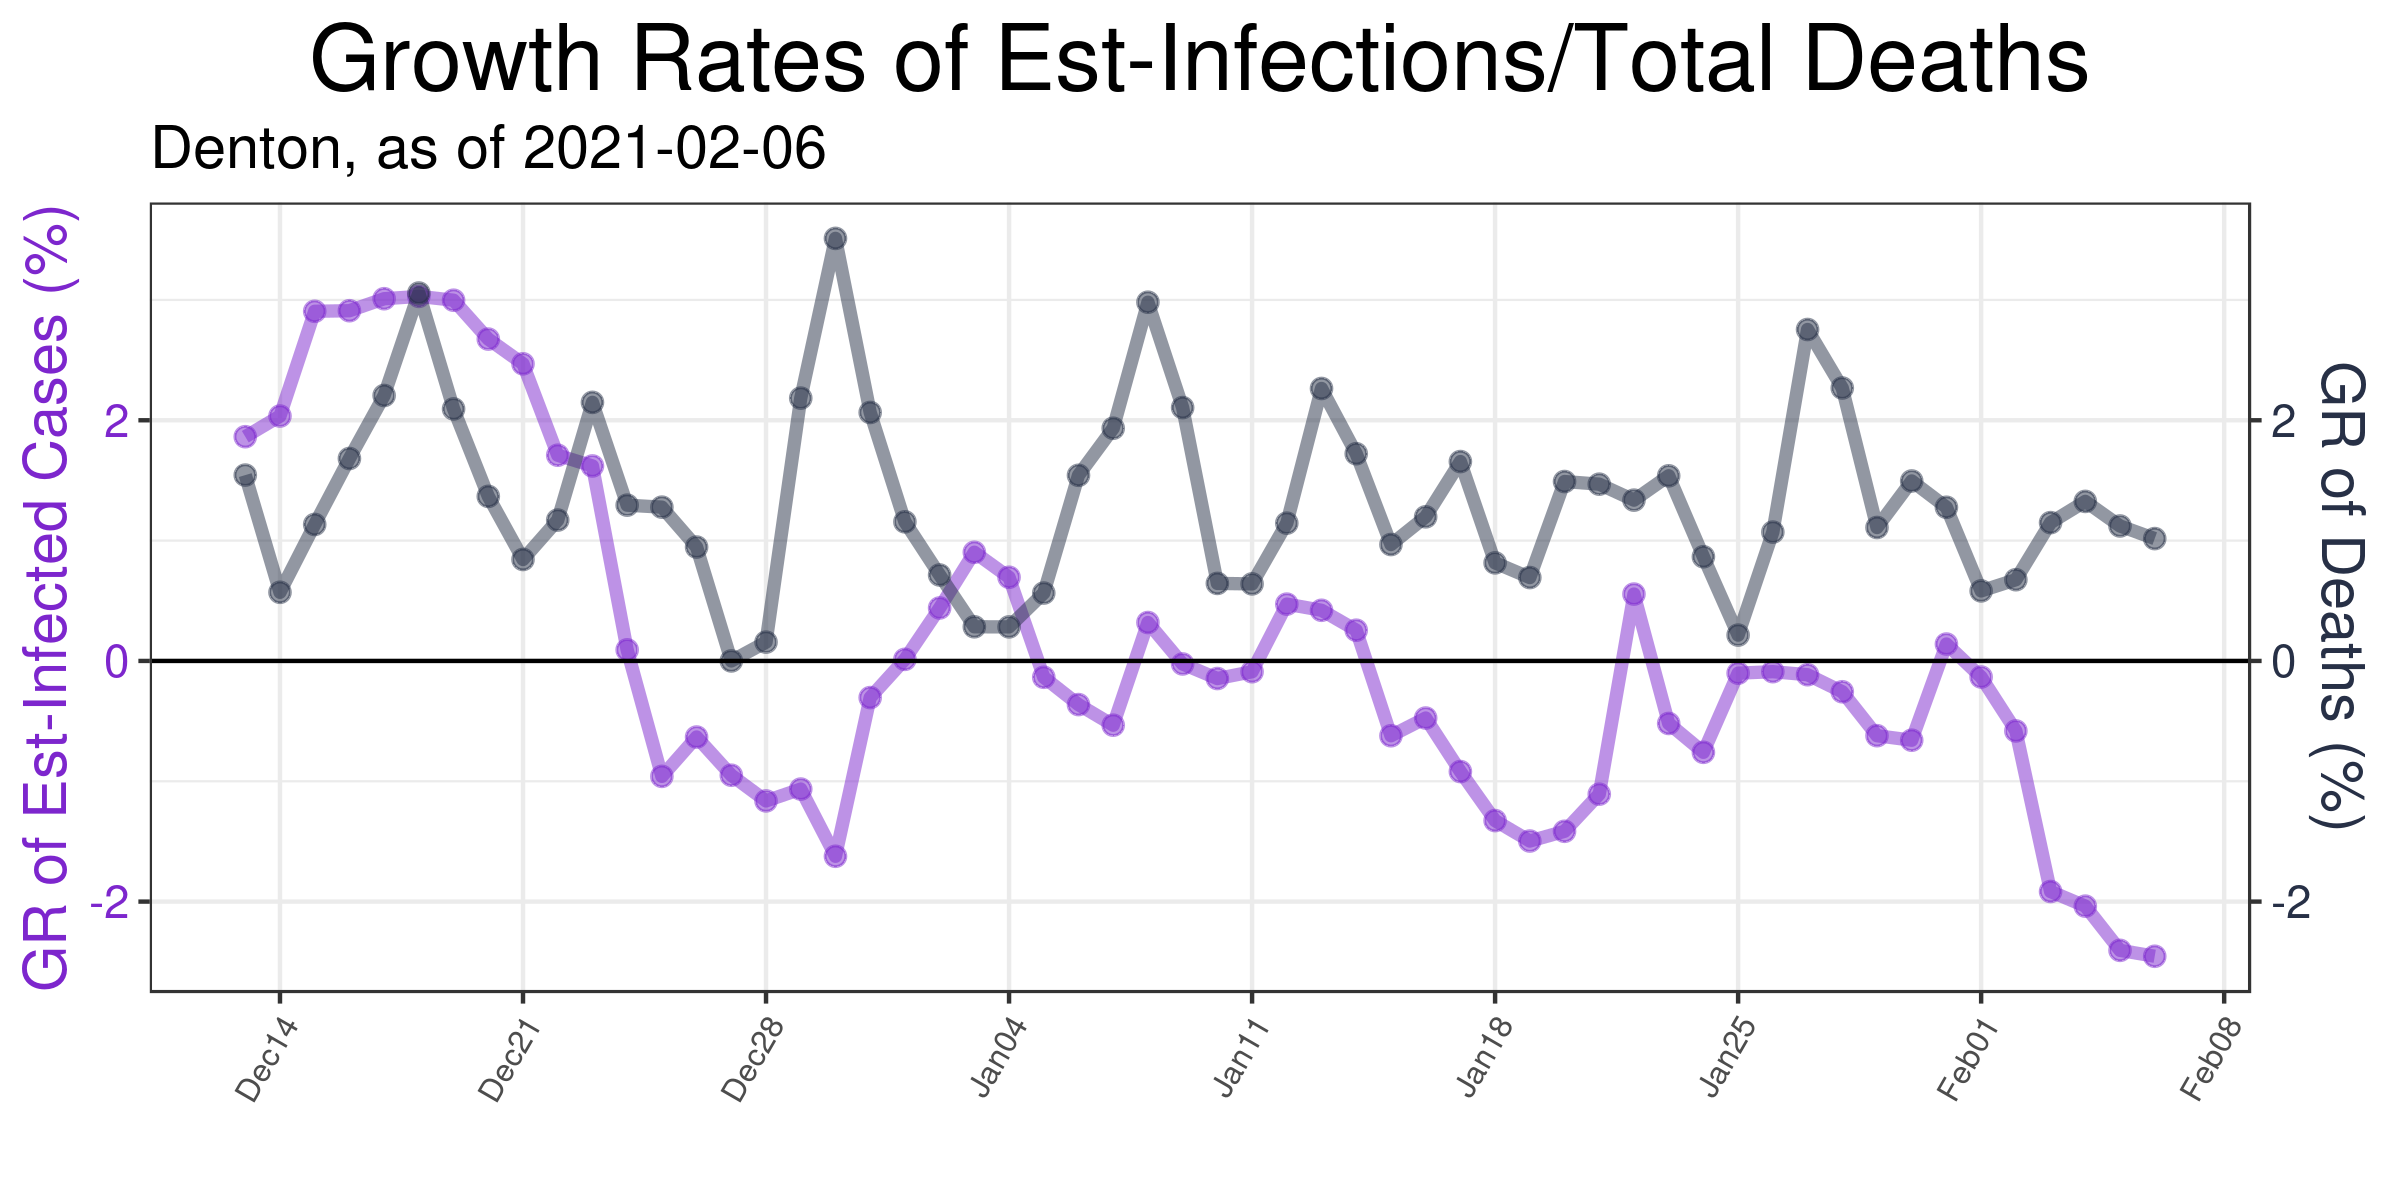 Growth Rates of Est-Infections/Total Deaths
Denton, as of 2021-02-06
GR of Est-Infected Cases (%)
2
0
-2
GR of Deaths (%)
2
0
-2
Dec14
Dec21
Dec28
Jan04
Jan11
Jan18
Jan25
Feb01
Feb08